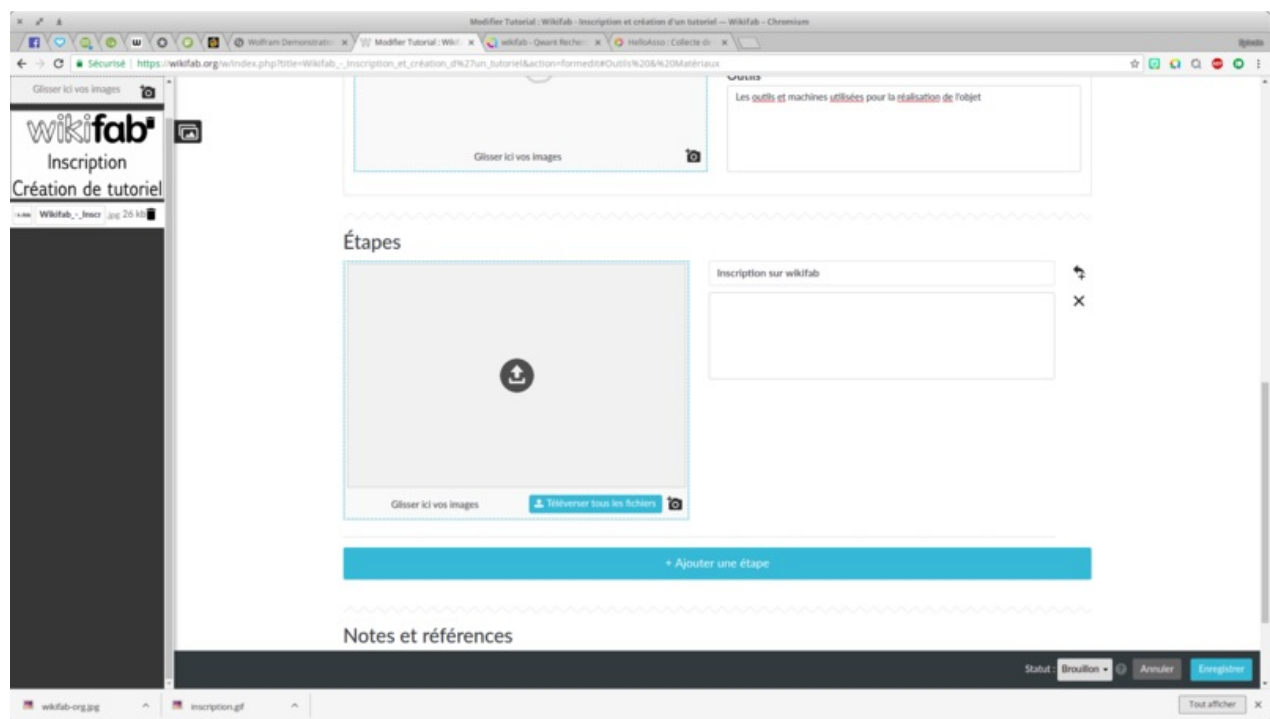 Modifier Tutorial : Wikifab - Inscription et création d'un tutoriel — Wikifab - Chromium
Wolfram Demonstratio
Modifier Tutorial : Wiki
wikifab - Qwant Recherc
HelloAsso : Collecte de
Sécurisé https://wikifab.org/w/index.php?title=Wikifab_-_Inscription_et_création_d%27un_tutoriel&action=formedit#Outils%20&%20Matériaux
Glisser ici vos images
wikifab
Inscription
Création de tutoriel
Wikifab_-_Inscr jpg 26 kb
Outils
Les outils et machines utilisées pour la réalisation de l'objet
Glisser ici vos images
Étapes
Inscription sur wikifab
Glisser ici vos images
Téléverser tous les fichiers
+ Ajouter une étape
Notes et références
Statut : Brouillon
Annuler
Enregistrer
wikifab-org.jpg
inscription.gif
Tout afficher